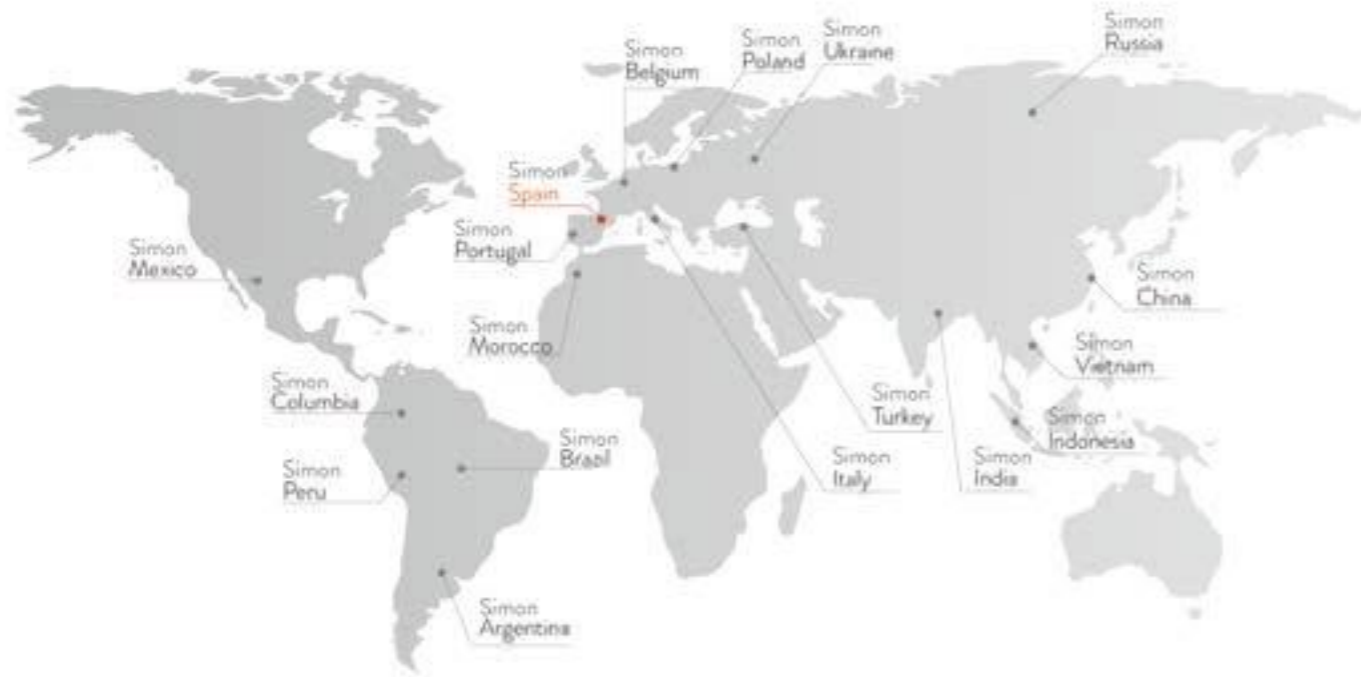 Simon
Russia
Simon
Ukraine
Simon
Poland
Simon
Belgium
Simon
Spain
Simon
Portugal
Simon
Mexico
Simon
China
Simon
Morocco
Simon
Vietnam
Simon
Columbia
Simon
Turkey
Simon
Indonesia
Simon
Brazil
Simon
Italy
Simon
India
Simon
Peru
Simon
Argentina